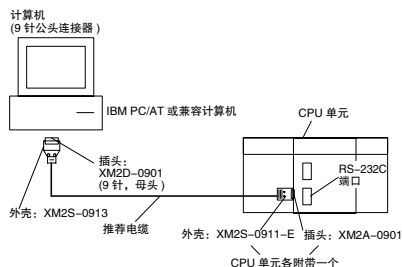 计算机
(9 针公头连接器)
IBM PC/AT 或兼容计算机
CPU 单元
插头：
XM2D-0901
(9 针，母头)
RS-232C
端口
外壳：XM2S-0913
推荐电缆
外壳：XM2S-0911-E
插头：XM2A-0901
CPU 单元各附带一个